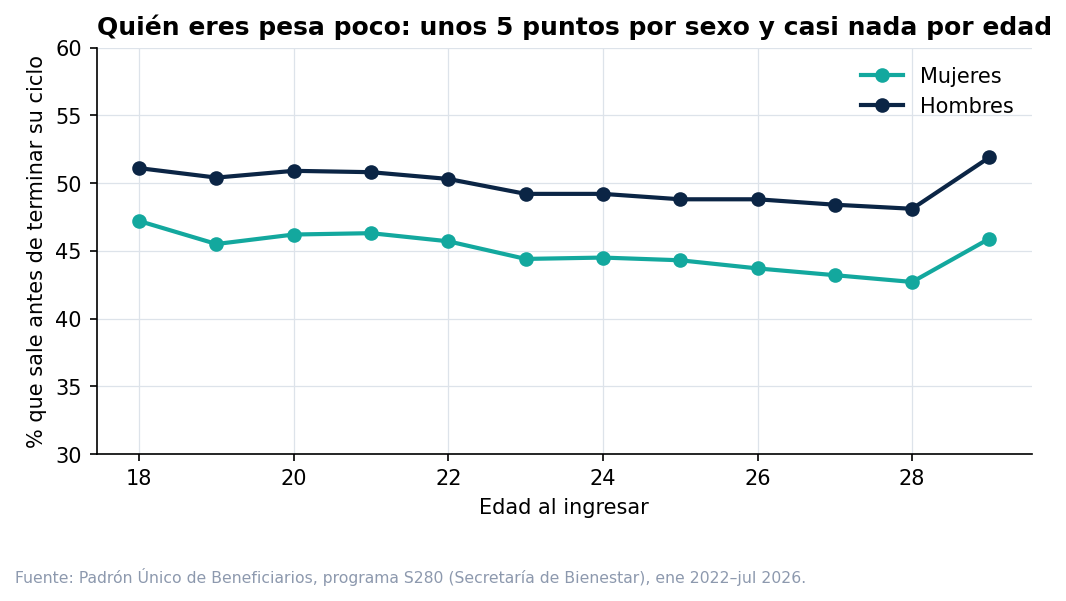 Quién eres pesa poco: unos 5 puntos por sexo y casi nada por edad
60
55
50
45
40
35
30
% que sale antes de terminar su ciclo
Mujeres
Hombres
18 20 22 24 26 28
Edad al ingresar
Fuente: Padrón Único de Beneficiarios, programa S280 (Secretaría de Bienestar), ene 2022–jul 2026.